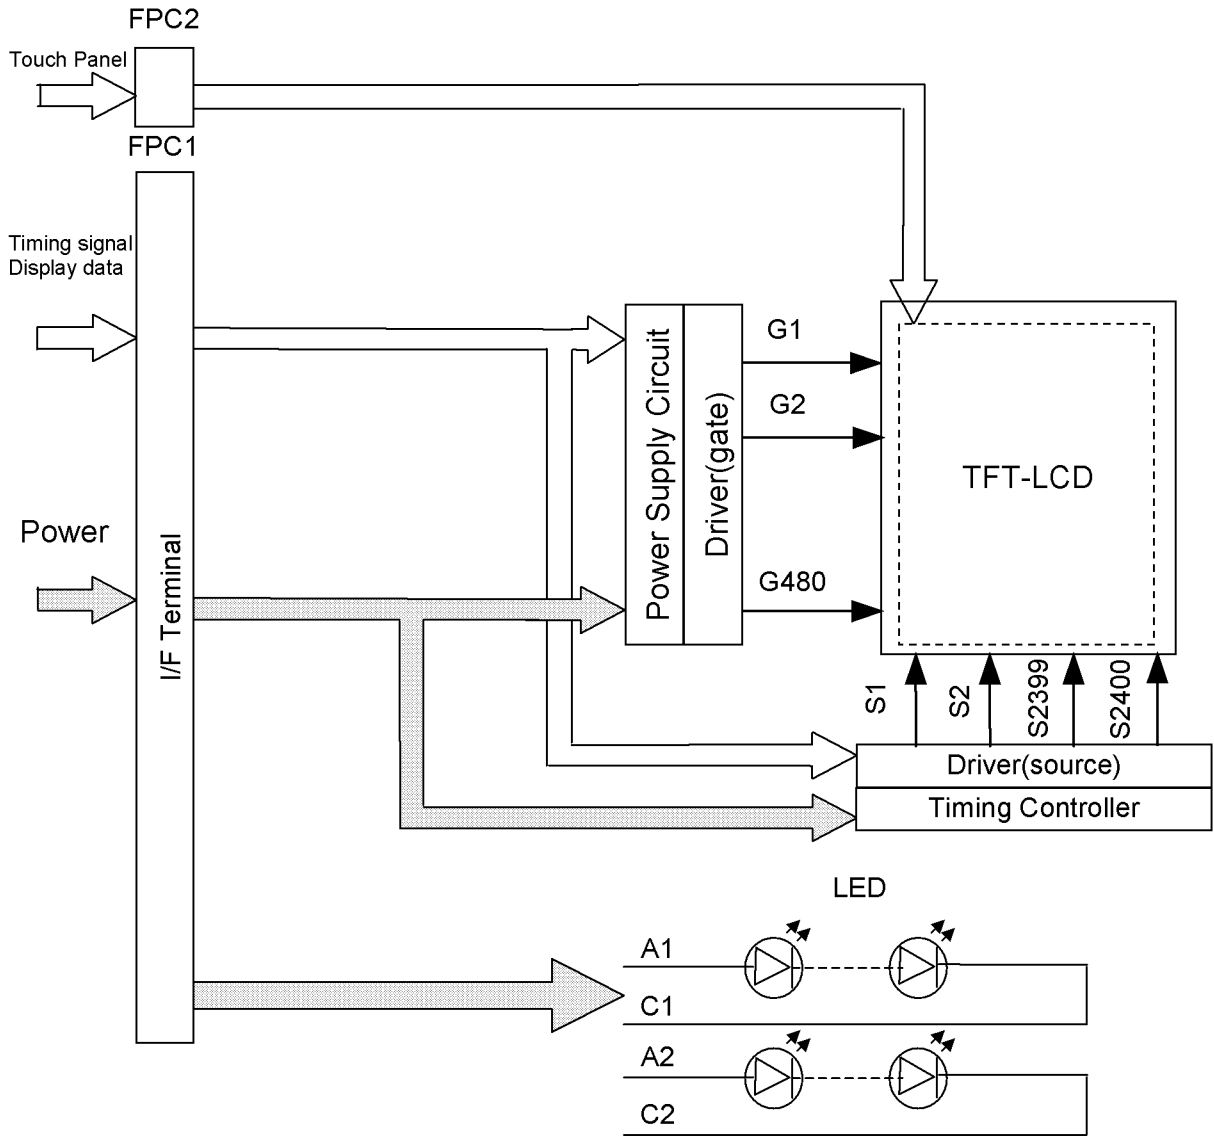 FPC2
Touch Panel
FPC1
Timing signal
Display data
Power
I/F Terminal
Power Supply Circuit
Driver(gate)
G1
G2
G480
TFT-LCD
S1
S2
S2399
S2400
Driver(source)
Timing Controller
LED
A1
C1
A2
C2